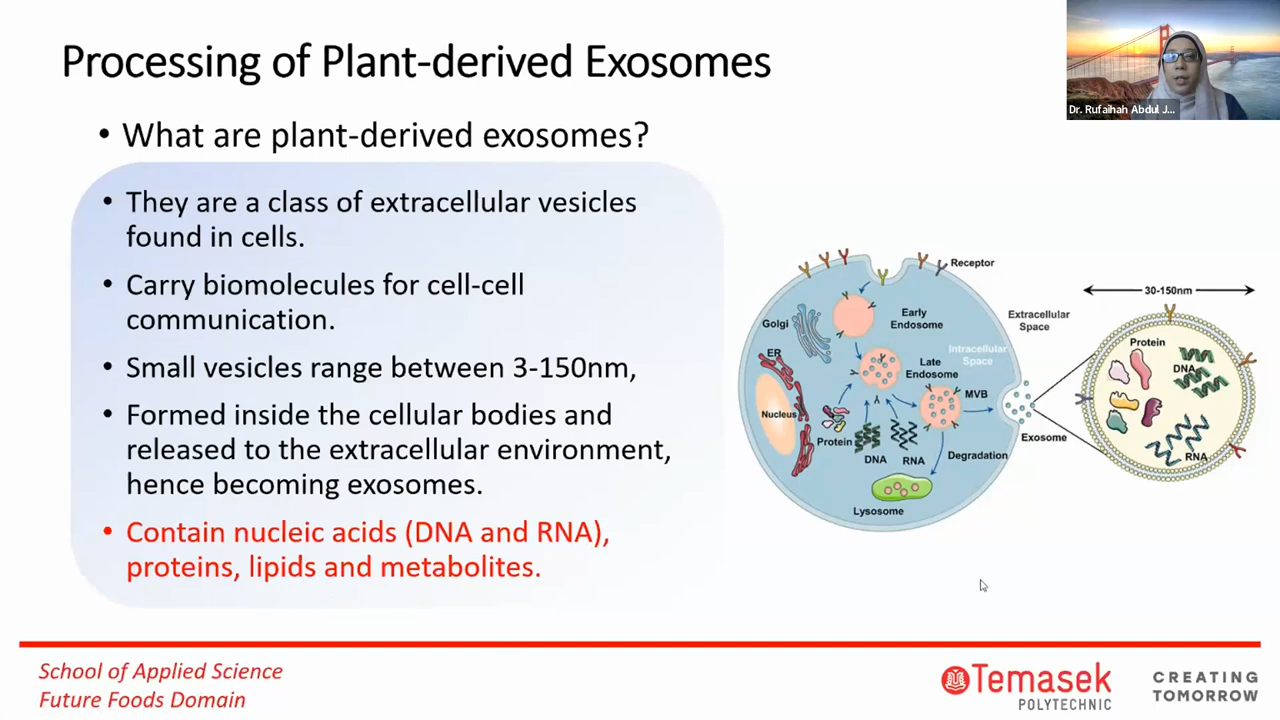 Processing of Plant-derived Exosomes
Dr. Rufaihah Abdul J...
• What are plant-derived exosomes?
• They are a class of extracellular vesicles
found in cells.
• Carry biomolecules for cell-cell
communication.
• Small vesicles range between 3-150nm,
• Formed inside the cellular bodies and
released to the extracellular environment,
hence becoming exosomes.
• Contain nucleic acids (DNA and RNA),
proteins, lipids and metabolites.
Receptor
Golgi
Early
Endosome
ER
Intracellular
Space
Late
Endosome
MVB
Nucleus
Protein
DNA
RNA
Degradation
Lysosome
Extracellular
Space
Exosome
30-150nm
Protein
DNA
RNA
School of Applied Science
Future Foods Domain
Temasek
POLYTECHNIC
CREATING
TOMORROW